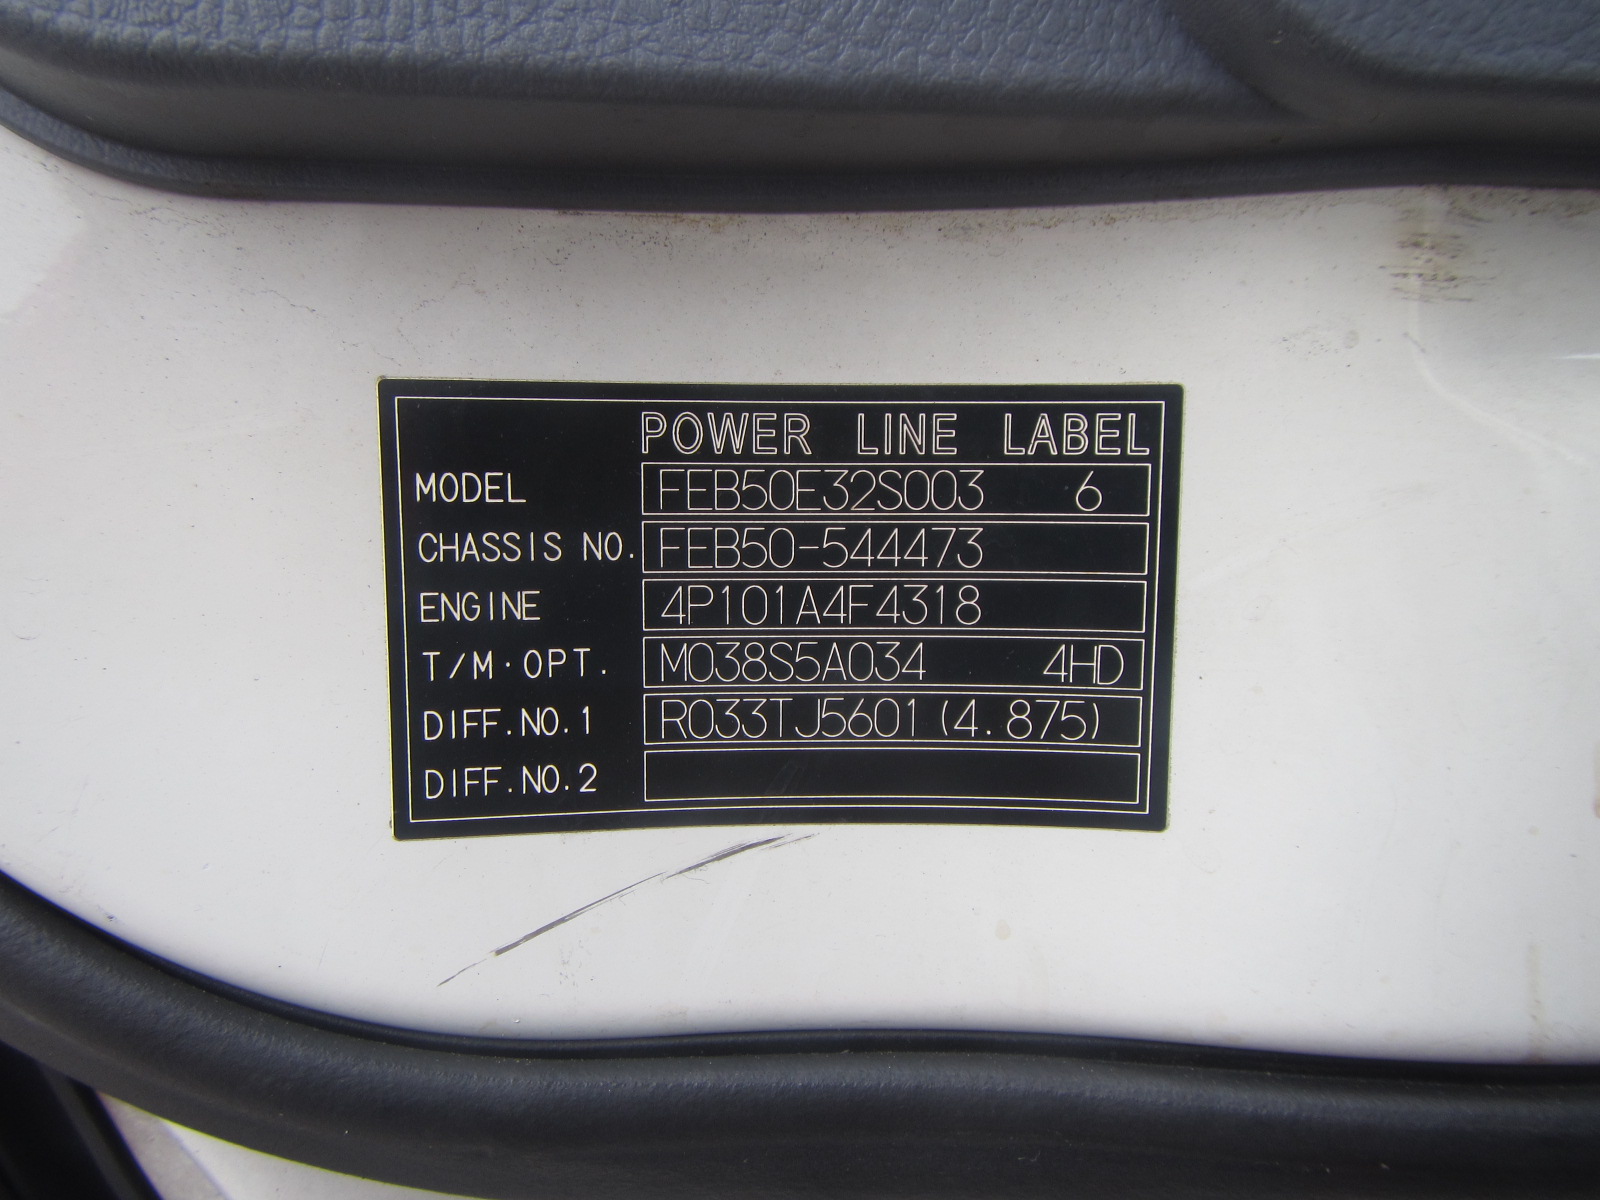 POWER LINE LABEL
MODEL FEB50E32S003 6
CHASSIS NO. FEB50-544473
ENGINE 4P101A4F4318
T/M·OPT. M038S5A034 4HD
DIFF.NO.1 R033TJ5601(4.875)
DIFF.NO.2